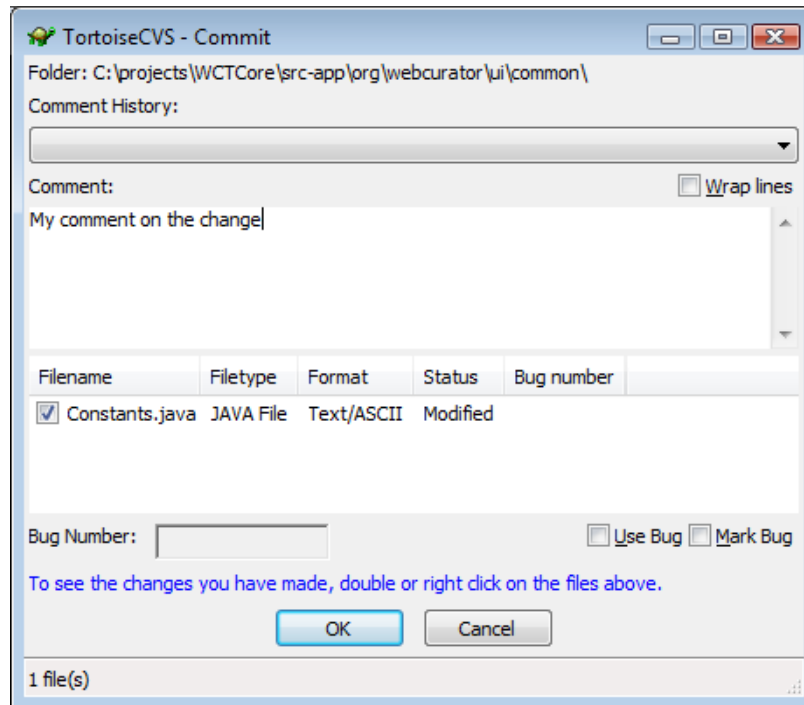 TortoiseCVS - Commit
Folder: C:\projects\WCTCore\src-app\org\webcurator\ui\common\
Comment History:
Comment: Wrap lines
My comment on the change
Filename Filetype Format Status Bug number
Constants.java JAVA File Text/ASCII Modified
Bug Number: Use Bug Mark Bug
To see the changes you have made, double or right click on the files above.
OK Cancel
1 file(s)